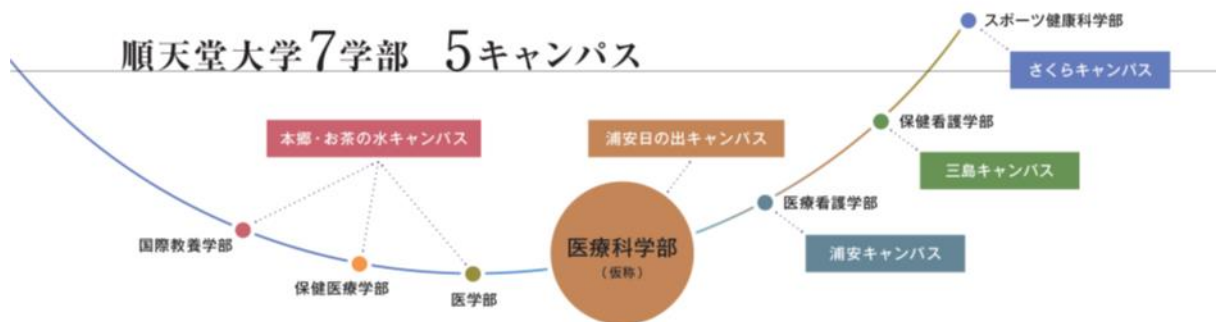 順天堂大学7学部 5キャンパス
スポーツ健康科学部
さくらキャンパス
保健看護学部
三島キャンパス
本郷・お茶の水キャンパス
浦安日の出キャンパス
医療看護学部
浦安キャンパス
国際教養学部
保健医療学部
医学部
医療科学部
(仮称)